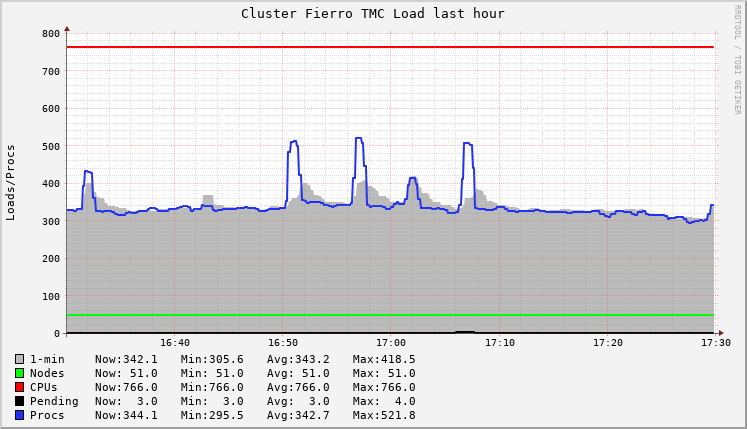 Cluster Fierro TMC Load last hour
RRDTOOL / TOBI OETIKER
Loads/Procs
800
700
600
500
400
300
200
100
0
16:40 16:50 17:00 17:10 17:20 17:30
1-min Now:342.1 Min:305.6 Avg:343.2 Max:418.5
Nodes Now: 51.0 Min: 51.0 Avg: 51.0 Max: 51.0
CPUs Now:766.0 Min:766.0 Avg:766.0 Max:766.0
Pending Now: 3.0 Min: 3.0 Avg: 3.0 Max: 4.0
Procs Now:344.1 Min:295.5 Avg:342.7 Max:521.8